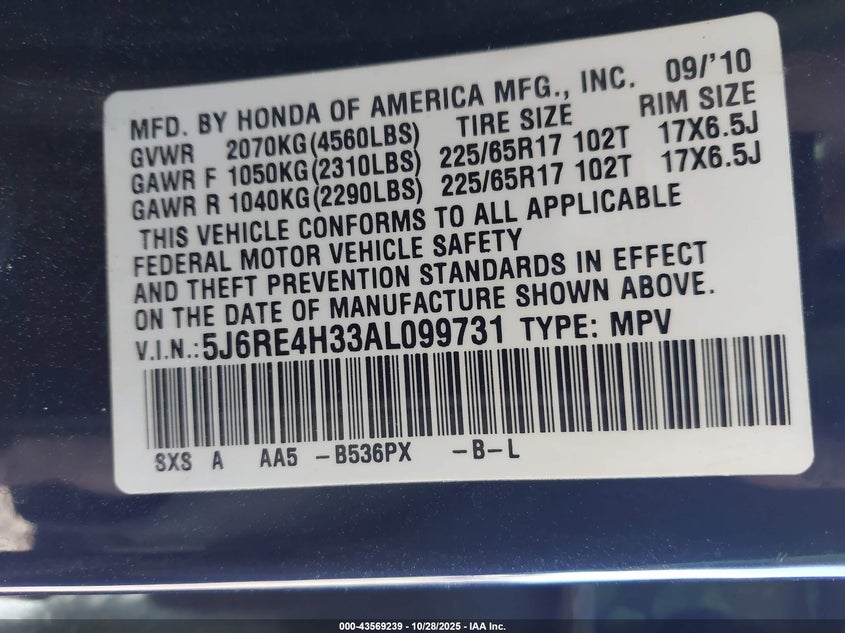 MFD. BY HONDA OF AMERICA MFG., INC. 09/'10
GVWR 2070KG(4560LBS) TIRE SIZE RIM SIZE
GAWR F 1050KG(2310LBS) 225/65R17 102T 17X6.5J
GAWR R 1040KG(2290LBS) 225/65R17 102T 17X6.5J
THIS VEHICLE CONFORMS TO ALL APPLICABLE
FEDERAL MOTOR VEHICLE SAFETY
AND THEFT PREVENTION STANDARDS IN EFFECT
ON THE DATE OF MANUFACTURE SHOWN ABOVE.
V.I.N.: 5J6RE4H33AL099731 TYPE: MPV
SXS A AA5 -B536PX -B-L
000-43569239 - 10/28/2025 - IAA Inc.